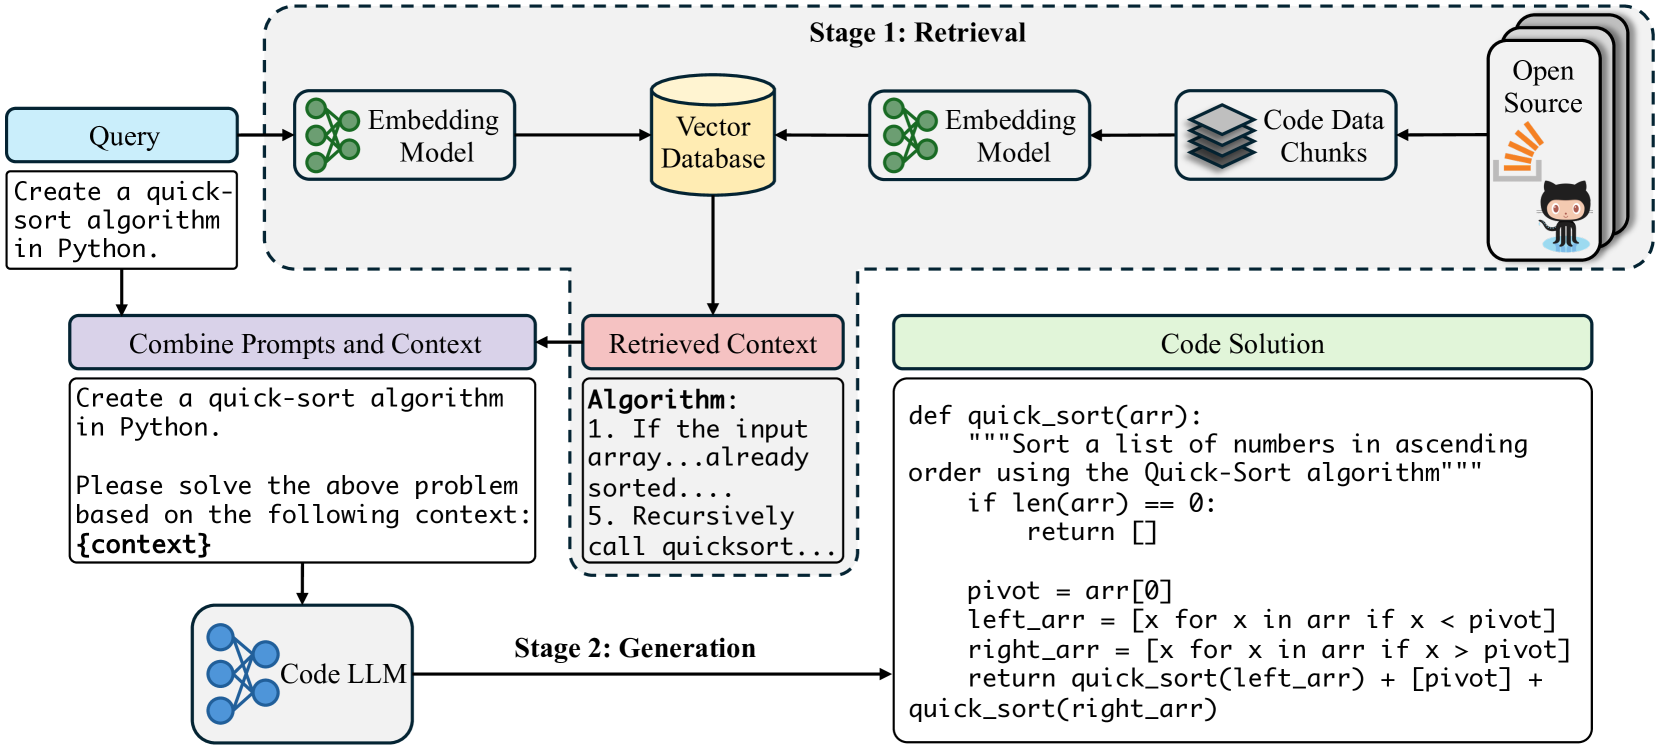 Stage 1: Retrieval
Query
Create a quick-
sort algorithm
in Python.
Embedding
Model
Vector
Database
Embedding
Model
Code Data
Chunks
Open
Source
Combine Prompts and Context
Create a quick-sort algorithm
in Python.
Please solve the above problem
based on the following context:
{context}
Retrieved Context
Algorithm:
1. If the input
array...already
sorted....
5. Recursively
call quicksort...
Code LLM
Stage 2: Generation
Code Solution
def quick_sort(arr):
    """Sort a list of numbers in ascending
order using the Quick-Sort algorithm"""
    if len(arr) == 0:
        return []
    pivot = arr[0]
    left_arr = [x for x in arr if x < pivot]
    right_arr = [x for x in arr if x > pivot]
    return quick_sort(left_arr) + [pivot] +
quick_sort(right_arr)